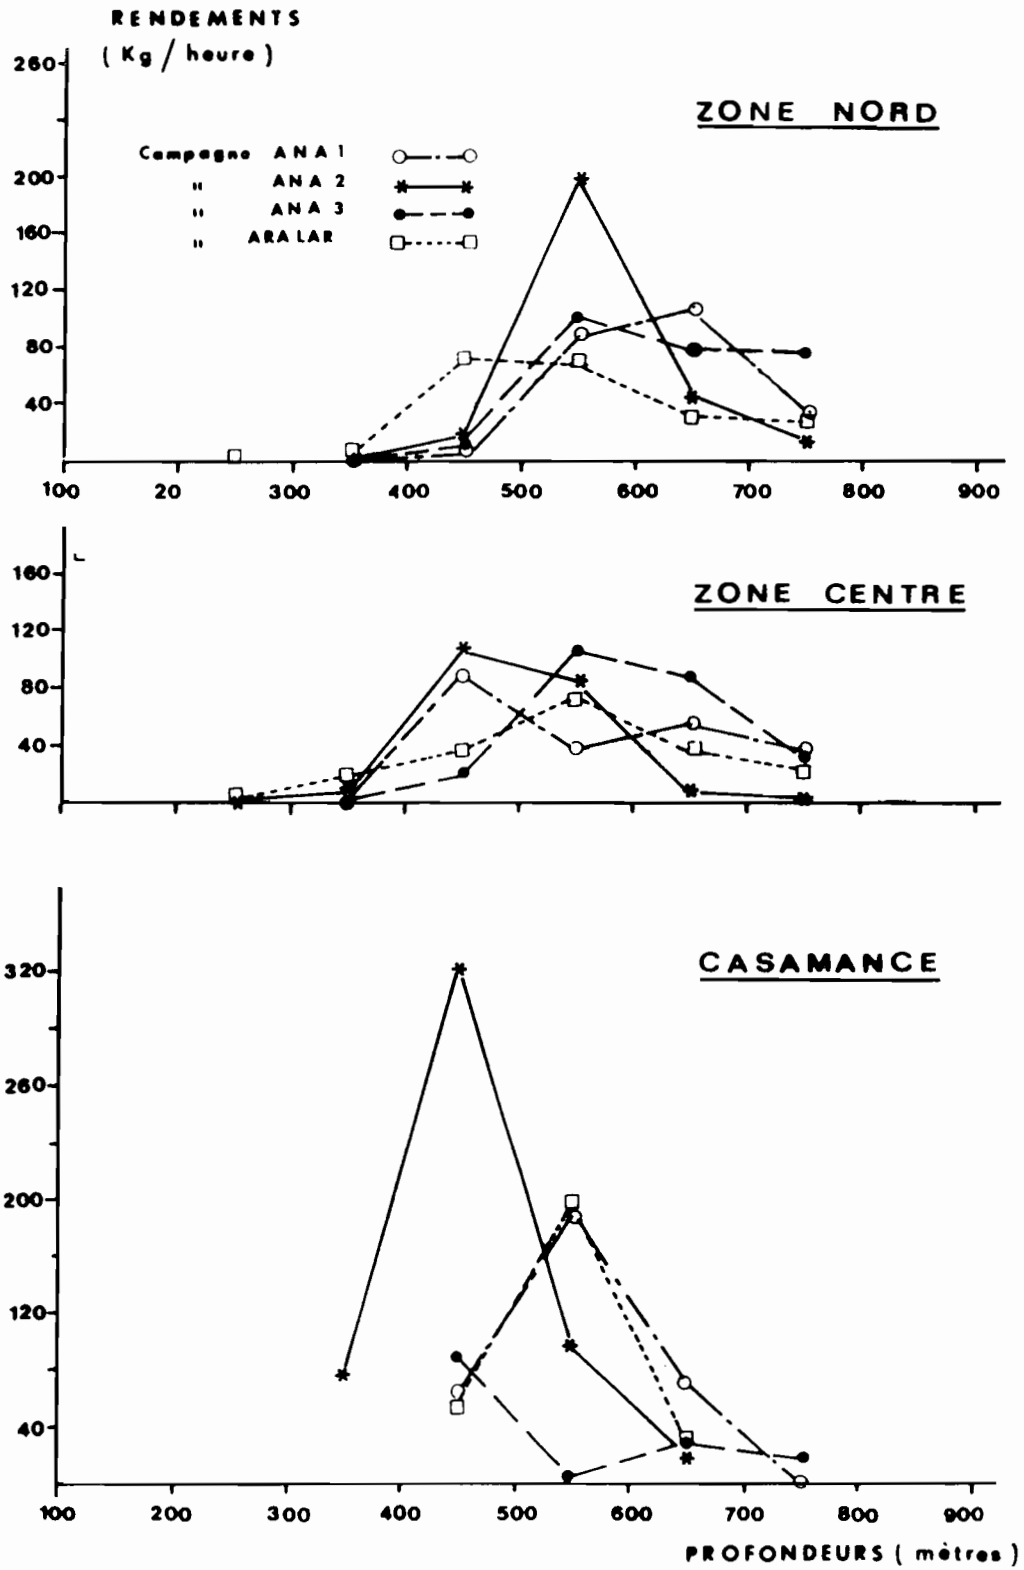 RENDEMENTS
( Kg / heure )
260
ZONE NORD
Campagne ANA 1
200
" ANA 2
" ANA 3
160
" ARALAR
120
80
40
100 20 300 400 500 600 700 800 900
160
ZONE CENTRE
120
80
40
CASAMANCE
320
260
200
120
40
100 200 300 400 500 600 700 800 900
PROFONDEURS ( mètres )